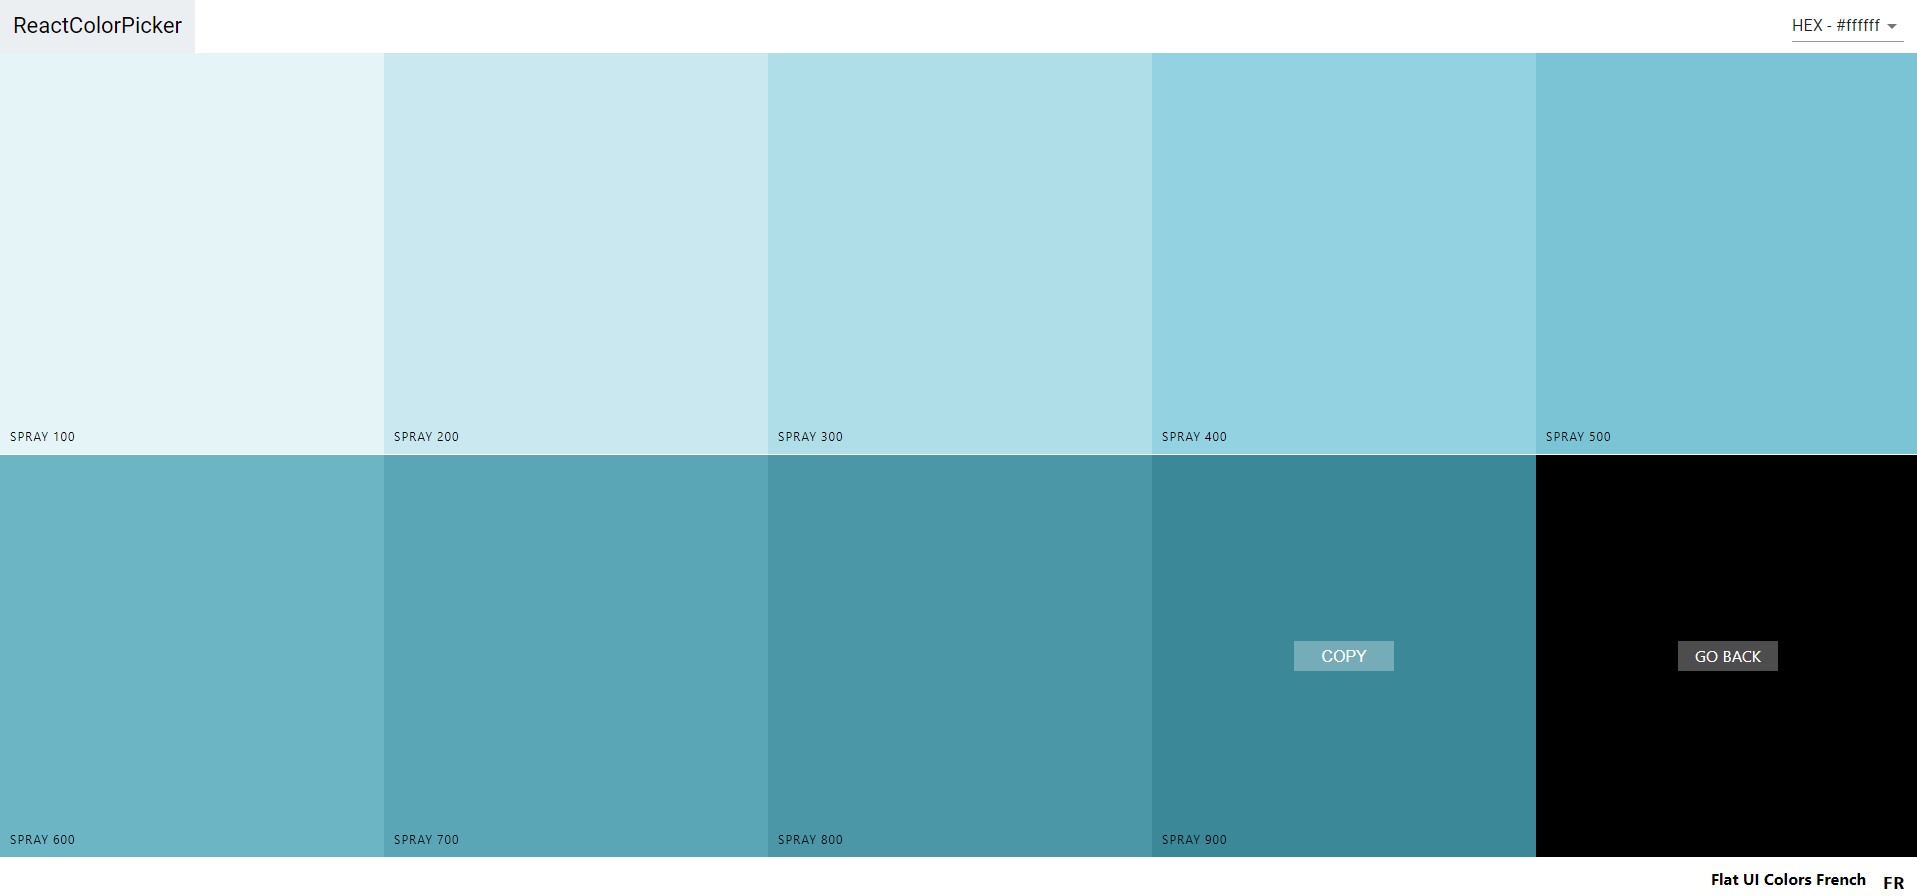 ReactColorPicker
HEX - #ffffff
SPRAY 100
SPRAY 200
SPRAY 300
SPRAY 400
SPRAY 500
COPY
GO BACK
SPRAY 600
SPRAY 700
SPRAY 800
SPRAY 900
Flat UI Colors French FR